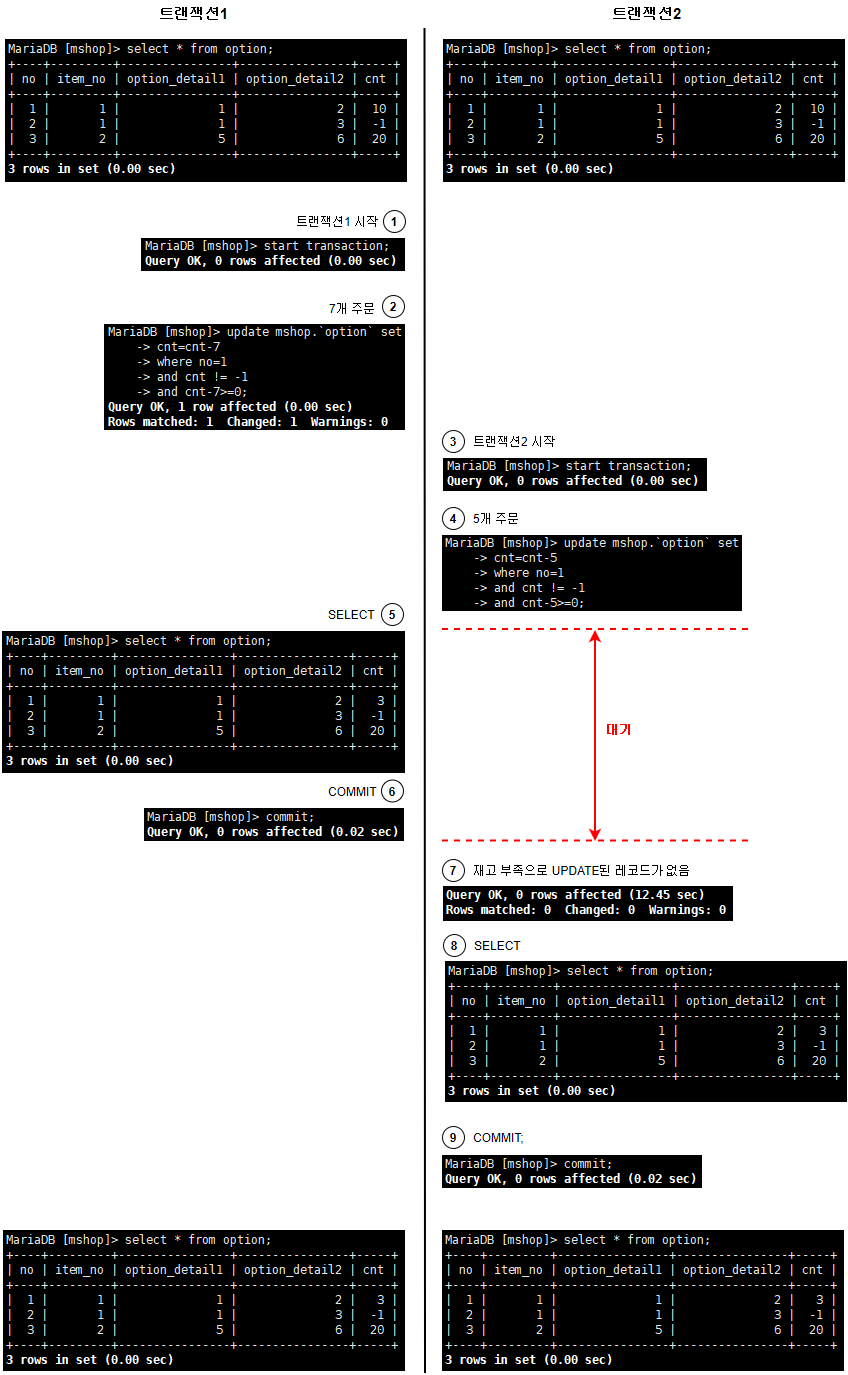 트랜잭션1
트랜잭션2
MariaDB [mshop]> select * from option;
+----+---------+----------------+----------------+-----+
| no | item_no | option_detail1 | option_detail2 | cnt |
+----+---------+----------------+----------------+-----+
|  1 |       1 |              1 |              2 |  10 |
|  2 |       1 |              1 |              3 |  -1 |
|  3 |       2 |              5 |              6 |  20 |
+----+---------+----------------+----------------+-----+
3 rows in set (0.00 sec)
MariaDB [mshop]> select * from option;
+----+---------+----------------+----------------+-----+
| no | item_no | option_detail1 | option_detail2 | cnt |
+----+---------+----------------+----------------+-----+
|  1 |       1 |              1 |              2 |  10 |
|  2 |       1 |              1 |              3 |  -1 |
|  3 |       2 |              5 |              6 |  20 |
+----+---------+----------------+----------------+-----+
3 rows in set (0.00 sec)
트랜잭션1 시작 1
MariaDB [mshop]> start transaction;
Query OK, 0 rows affected (0.00 sec)
7개 주문 2
MariaDB [mshop]> update mshop.`option` set
    -> cnt=cnt-7
    -> where no=1
    -> and cnt != -1
    -> and cnt-7>=0;
Query OK, 1 row affected (0.00 sec)
Rows matched: 1  Changed: 1  Warnings: 0
3 트랜잭션2 시작
MariaDB [mshop]> start transaction;
Query OK, 0 rows affected (0.00 sec)
4 5개 주문
MariaDB [mshop]> update mshop.`option` set
    -> cnt=cnt-5
    -> where no=1
    -> and cnt != -1
    -> and cnt-5>=0;
SELECT 5
MariaDB [mshop]> select * from option;
+----+---------+----------------+----------------+-----+
| no | item_no | option_detail1 | option_detail2 | cnt |
+----+---------+----------------+----------------+-----+
|  1 |       1 |              1 |              2 |   3 |
|  2 |       1 |              1 |              3 |  -1 |
|  3 |       2 |              5 |              6 |  20 |
+----+---------+----------------+----------------+-----+
3 rows in set (0.00 sec)
대기
COMMIT 6
MariaDB [mshop]> commit;
Query OK, 0 rows affected (0.02 sec)
7 재고 부족으로 UPDATE된 레코드가 없음
Query OK, 0 rows affected (12.45 sec)
Rows matched: 0  Changed: 0  Warnings: 0
8 SELECT
MariaDB [mshop]> select * from option;
+----+---------+----------------+----------------+-----+
| no | item_no | option_detail1 | option_detail2 | cnt |
+----+---------+----------------+----------------+-----+
|  1 |       1 |              1 |              2 |   3 |
|  2 |       1 |              1 |              3 |  -1 |
|  3 |       2 |              5 |              6 |  20 |
+----+---------+----------------+----------------+-----+
3 rows in set (0.00 sec)
9 COMMIT;
MariaDB [mshop]> commit;
Query OK, 0 rows affected (0.02 sec)
MariaDB [mshop]> select * from option;
+----+---------+----------------+----------------+-----+
| no | item_no | option_detail1 | option_detail2 | cnt |
+----+---------+----------------+----------------+-----+
|  1 |       1 |              1 |              2 |   3 |
|  2 |       1 |              1 |              3 |  -1 |
|  3 |       2 |              5 |              6 |  20 |
+----+---------+----------------+----------------+-----+
3 rows in set (0.00 sec)
MariaDB [mshop]> select * from option;
+----+---------+----------------+----------------+-----+
| no | item_no | option_detail1 | option_detail2 | cnt |
+----+---------+----------------+----------------+-----+
|  1 |       1 |              1 |              2 |   3 |
|  2 |       1 |              1 |              3 |  -1 |
|  3 |       2 |              5 |              6 |  20 |
+----+---------+----------------+----------------+-----+
3 rows in set (0.00 sec)